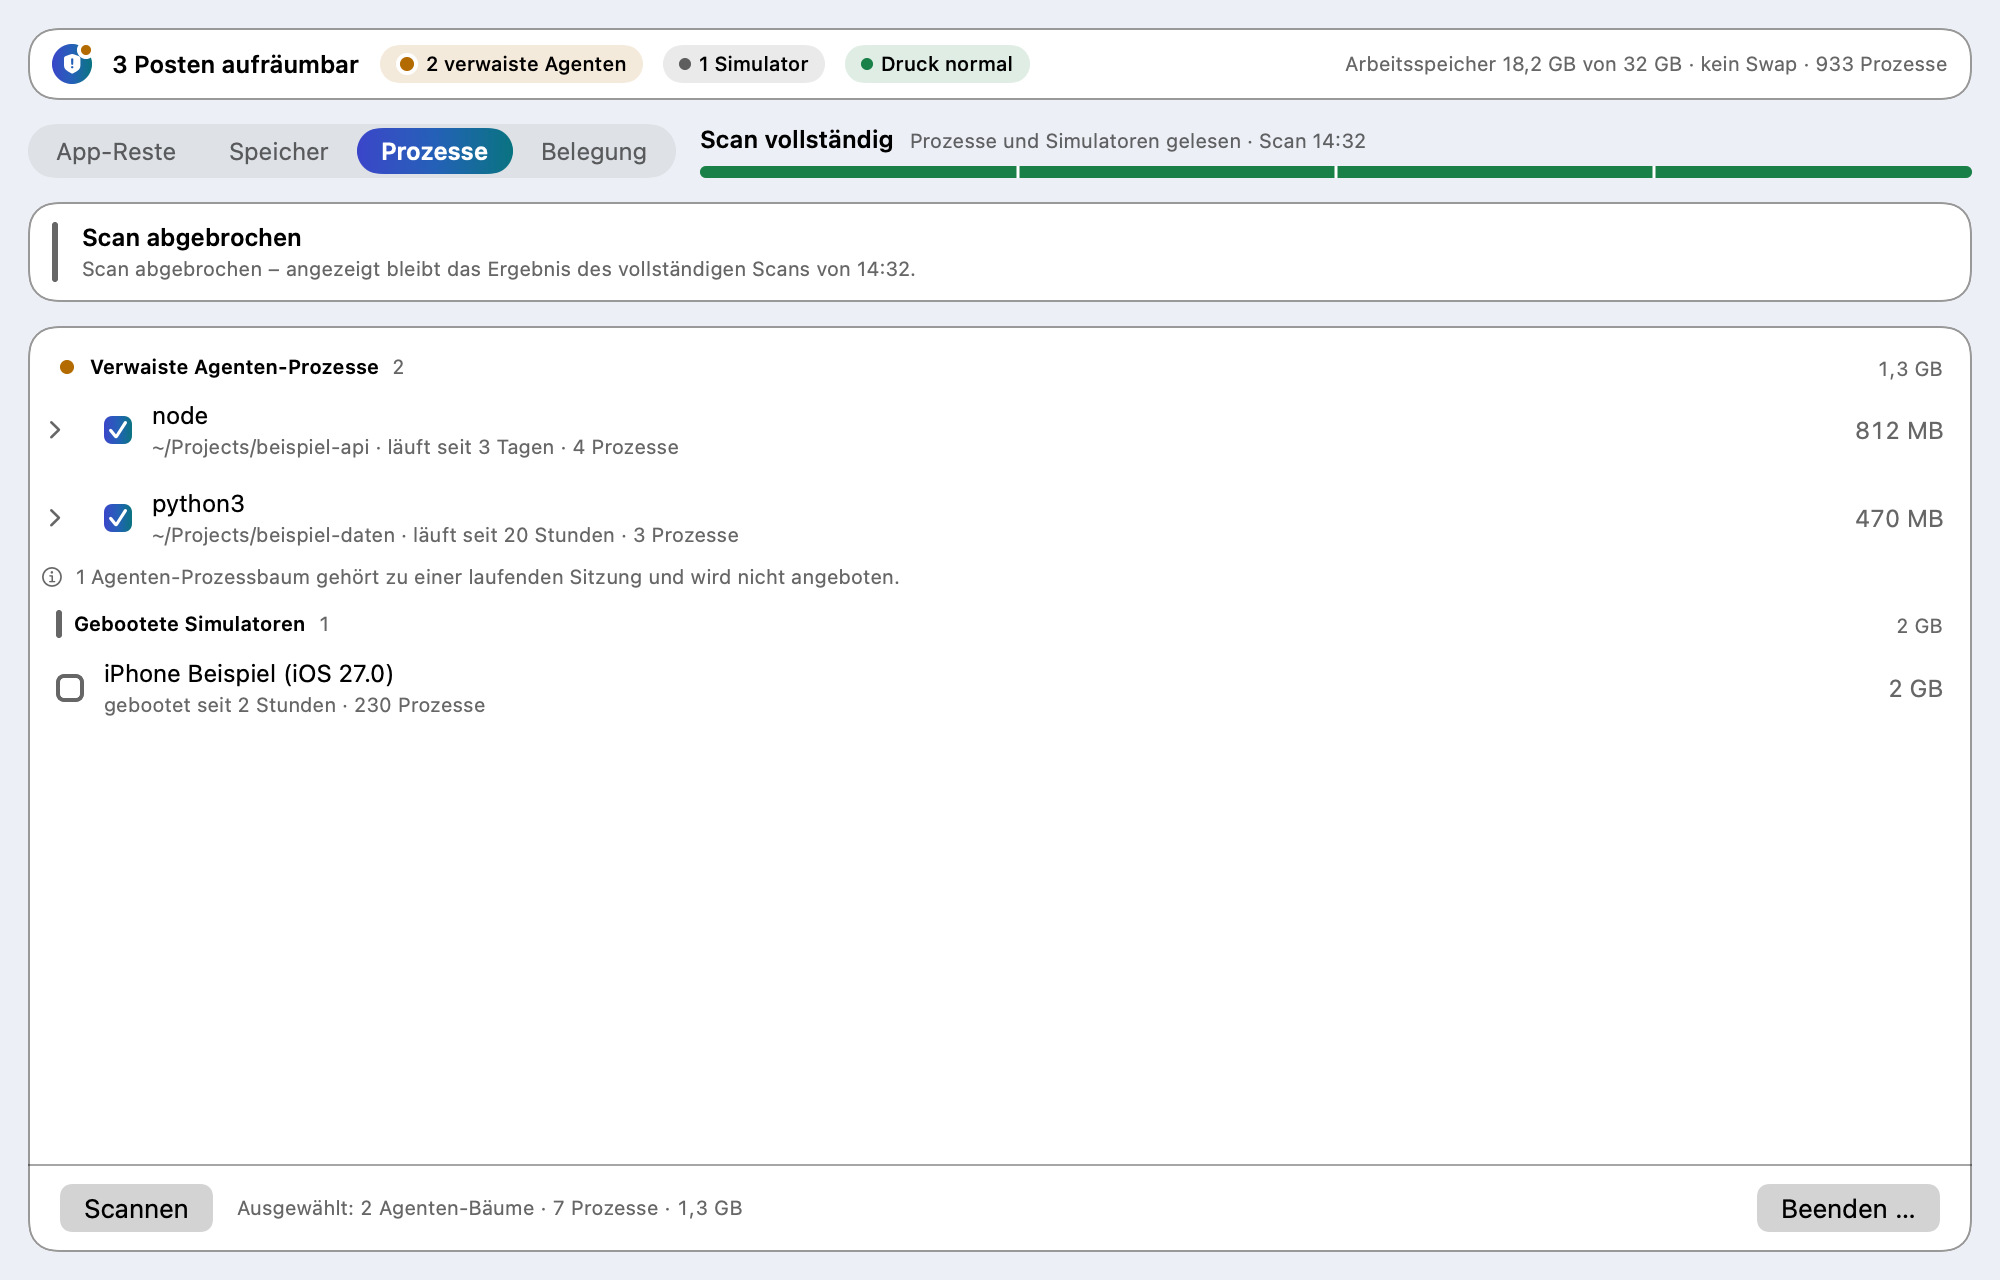 3 Posten aufräumbar
2 verwaiste Agenten
1 Simulator
Druck normal
Arbeitsspeicher 18,2 GB von 32 GB · kein Swap · 933 Prozesse
App-Reste
Speicher
Prozesse
Belegung
Scan vollständig
Prozesse und Simulatoren gelesen · Scan 14:32
Scan abgebrochen
Scan abgebrochen – angezeigt bleibt das Ergebnis des vollständigen Scans von 14:32.
Verwaiste Agenten-Prozesse 2
1,3 GB
node
812 MB
~/Projects/beispiel-api · läuft seit 3 Tagen · 4 Prozesse
python3
470 MB
~/Projects/beispiel-daten · läuft seit 20 Stunden · 3 Prozesse
1 Agenten-Prozessbaum gehört zu einer laufenden Sitzung und wird nicht angeboten.
Gebootete Simulatoren 1
2 GB
iPhone Beispiel (iOS 27.0)
2 GB
gebootet seit 2 Stunden · 230 Prozesse
Scannen
Ausgewählt: 2 Agenten-Bäume · 7 Prozesse · 1,3 GB
Beenden ...